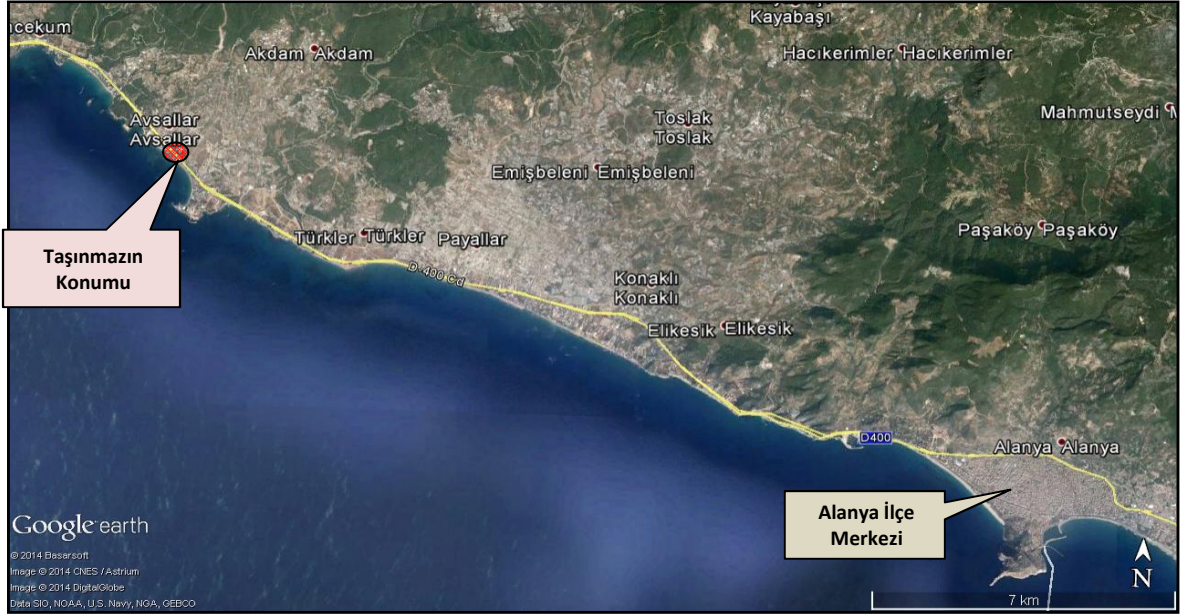 Kayabaşı
Akdam Akdam
Hacıkerimler Hacıkerimler
Mahmutseydi
Avsallar
Avsallar
Toslak
Toslak
Emişbeleni Emişbeleni
Paşaköy Paşaköy
Türkler Türkler
Payallar
Taşınmazın
Konumu
D-400 Cd
Konaklı
Konaklı
Elikesik Elikesik
D400
Alanya Alanya
Alanya İlçe
Merkezi
Google earth
© 2014 Basarsoft
Image © 2014 CNES / Astrium
Image © 2014 DigitalGlobe
Data SIO, NOAA, U.S. Navy, NGA, GEBCO
N
7 km